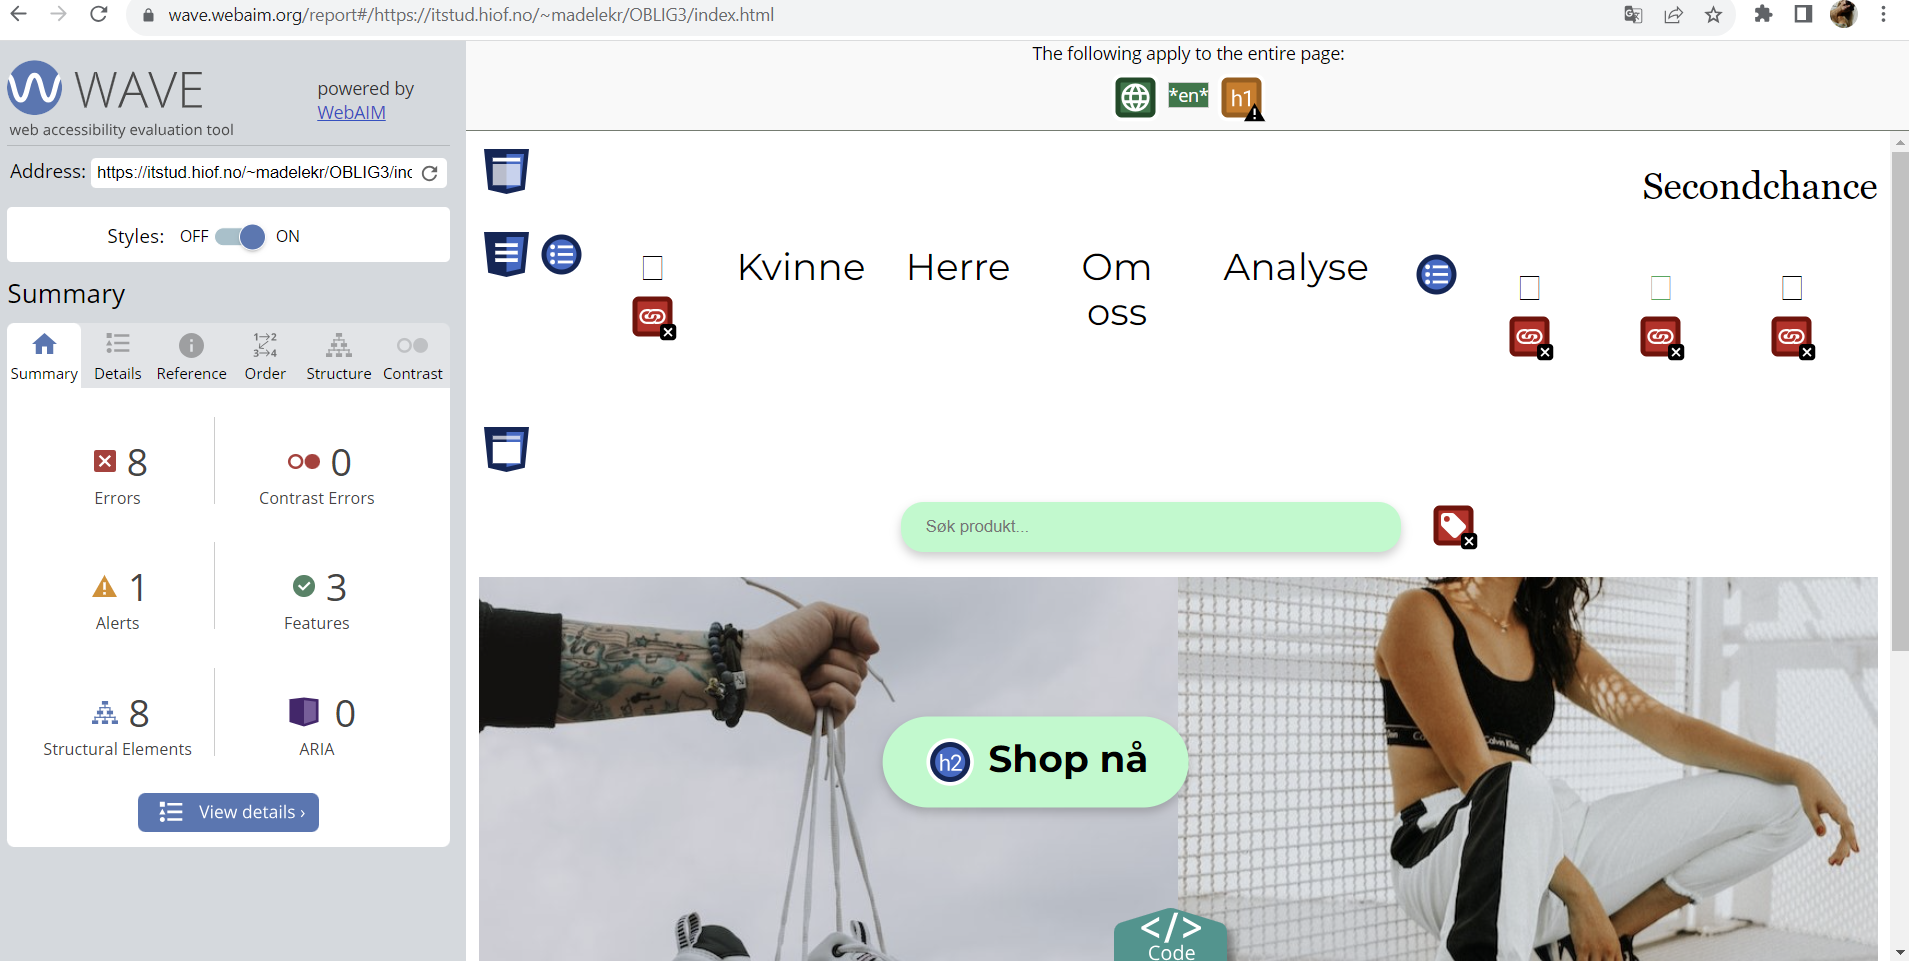 wave.webaim.org/report#/https://itstud.hiof.no/~madelekr/OBLIG3/index.html
WAVE
powered by
WebAIM
web accessibility evaluation tool
Address: https://itstud.hiof.no/~madelekr/OBLIG3/inc
Styles: OFF ON
Summary
Summary Details Reference Order Structure Contrast
8 Errors
0 Contrast Errors
1 Alerts
3 Features
8 Structural Elements
0 ARIA
View details ›
The following apply to the entire page:
*en* h1
Secondchance
Kvinne Herre Om oss Analyse
Søk produkt...
h2 Shop nå
Calvin Klein
</>
Code